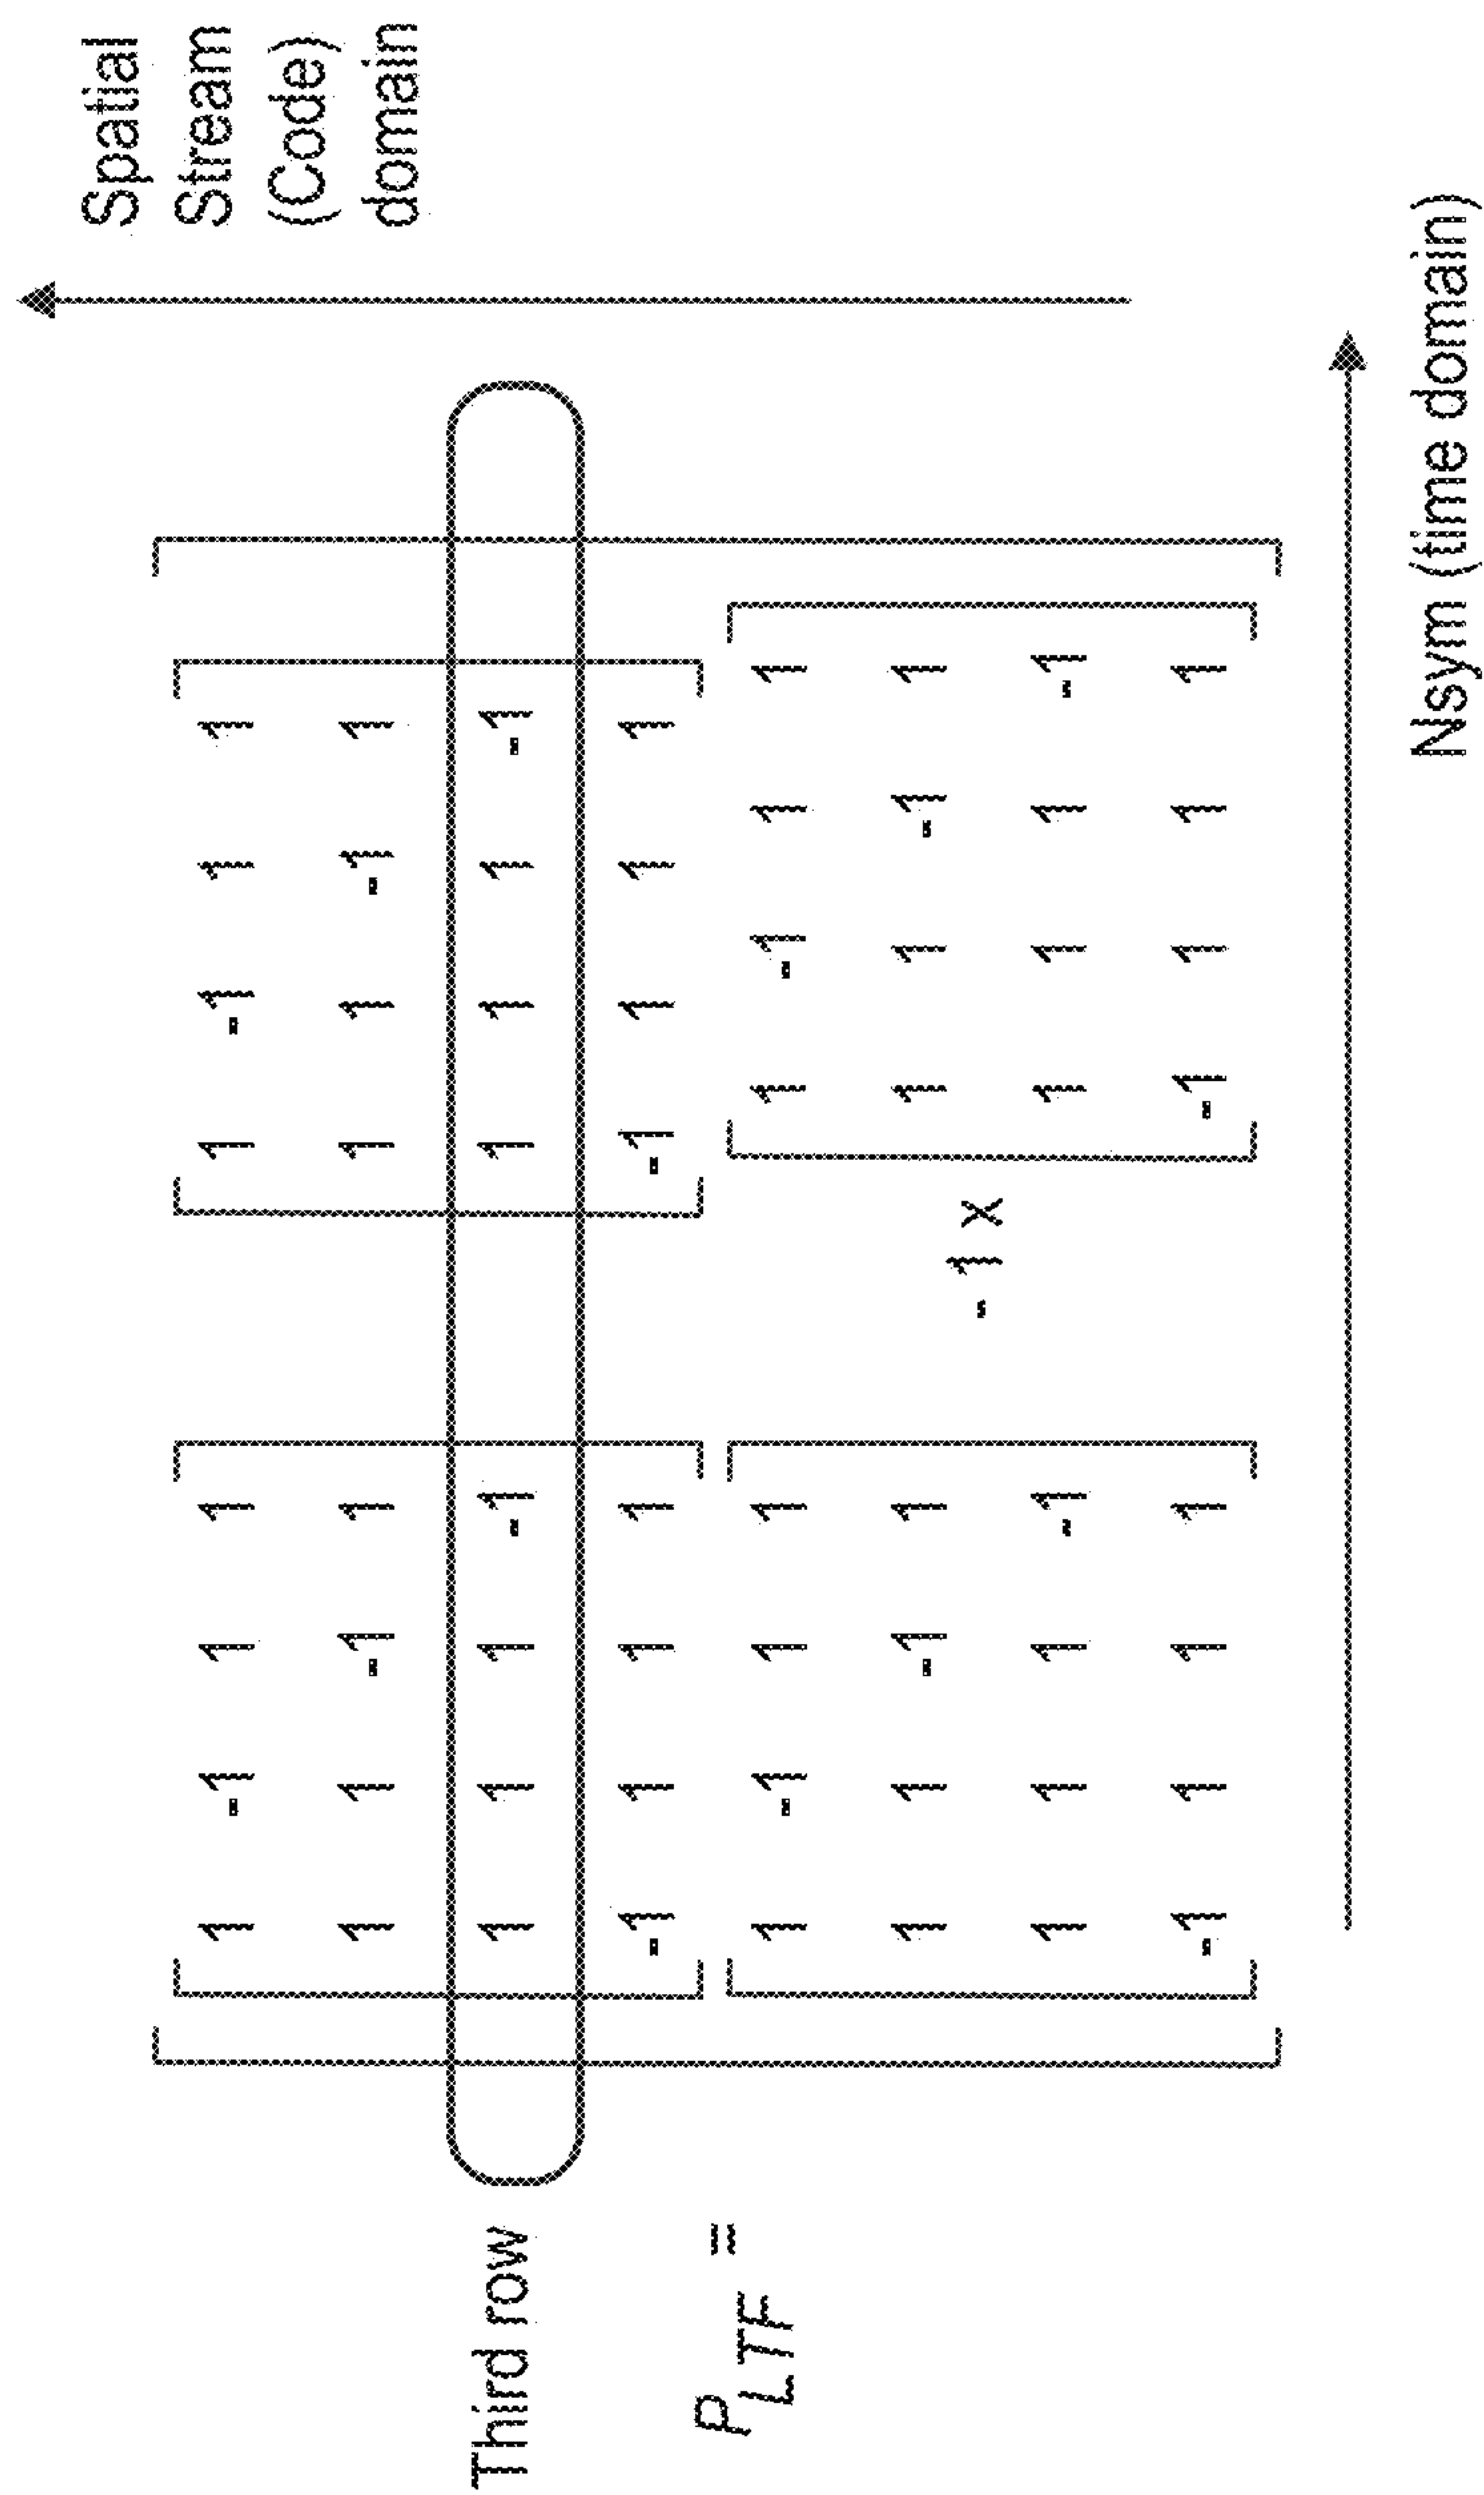 Spatial
Stream
(Code)
domain
1 -1 1 1 1 -1 1 1
1 1 -1 1 1 1 -1 1
Third row 1 1 1 -1 1 1 1 -1
-1 1 1 1 -1 1 1 1
P LTF =
1 -1 1 1 1 -1 1 1
1 1 -1 1 -1 x 1 1 -1 1
1 1 1 -1 1 1 1 -1
-1 1 1 1 -1 1 1 1
Nsym (time domain)